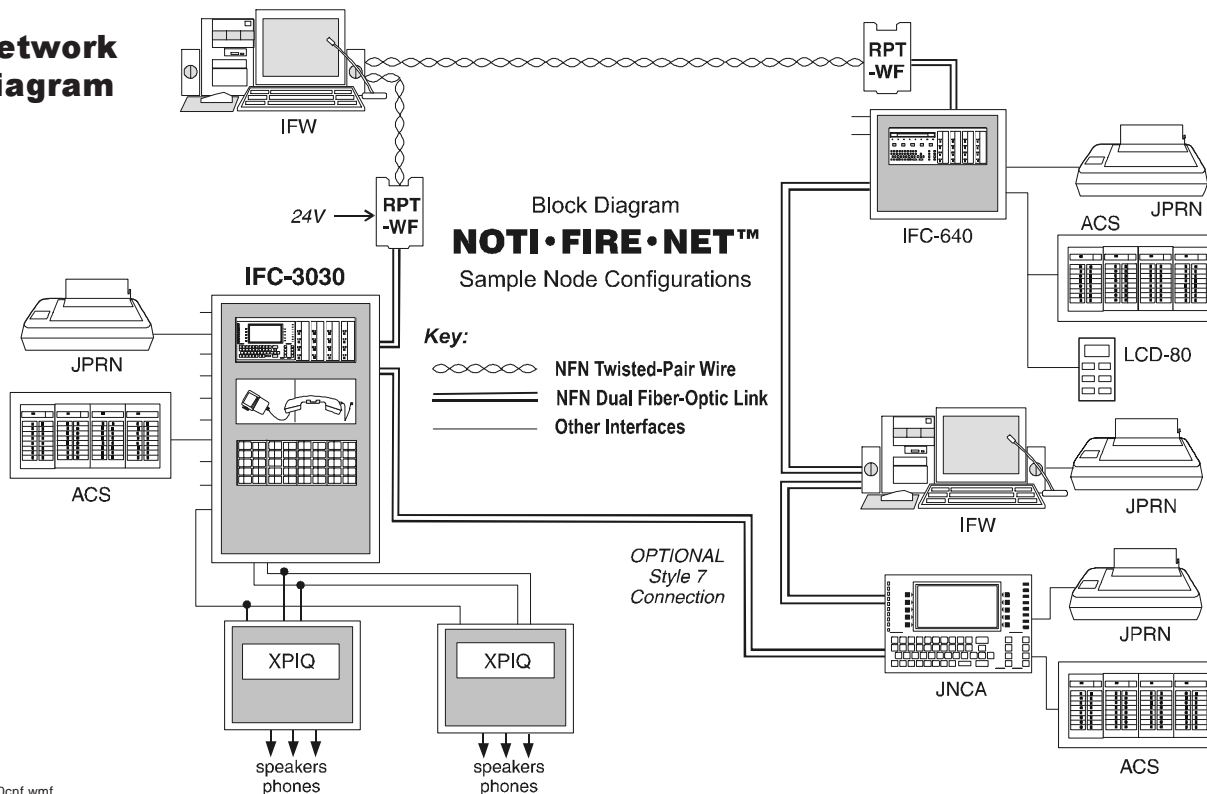 etwork
iagram
IFW
RPT
-WF
24V
RPT
-WF
Block Diagram
NOTI•FIRE•NET™
Sample Node Configurations
IFC-640
JPRN
ACS
LCD-80
IFC-3030
JPRN
ACS
Key:
NFN Twisted-Pair Wire
NFN Dual Fiber-Optic Link
Other Interfaces
IFW
JPRN
OPTIONAL
Style 7
Connection
JNCA
JPRN
ACS
XPIQ
XPIQ
speakers
phones
speakers
phones
0cnf.wmf